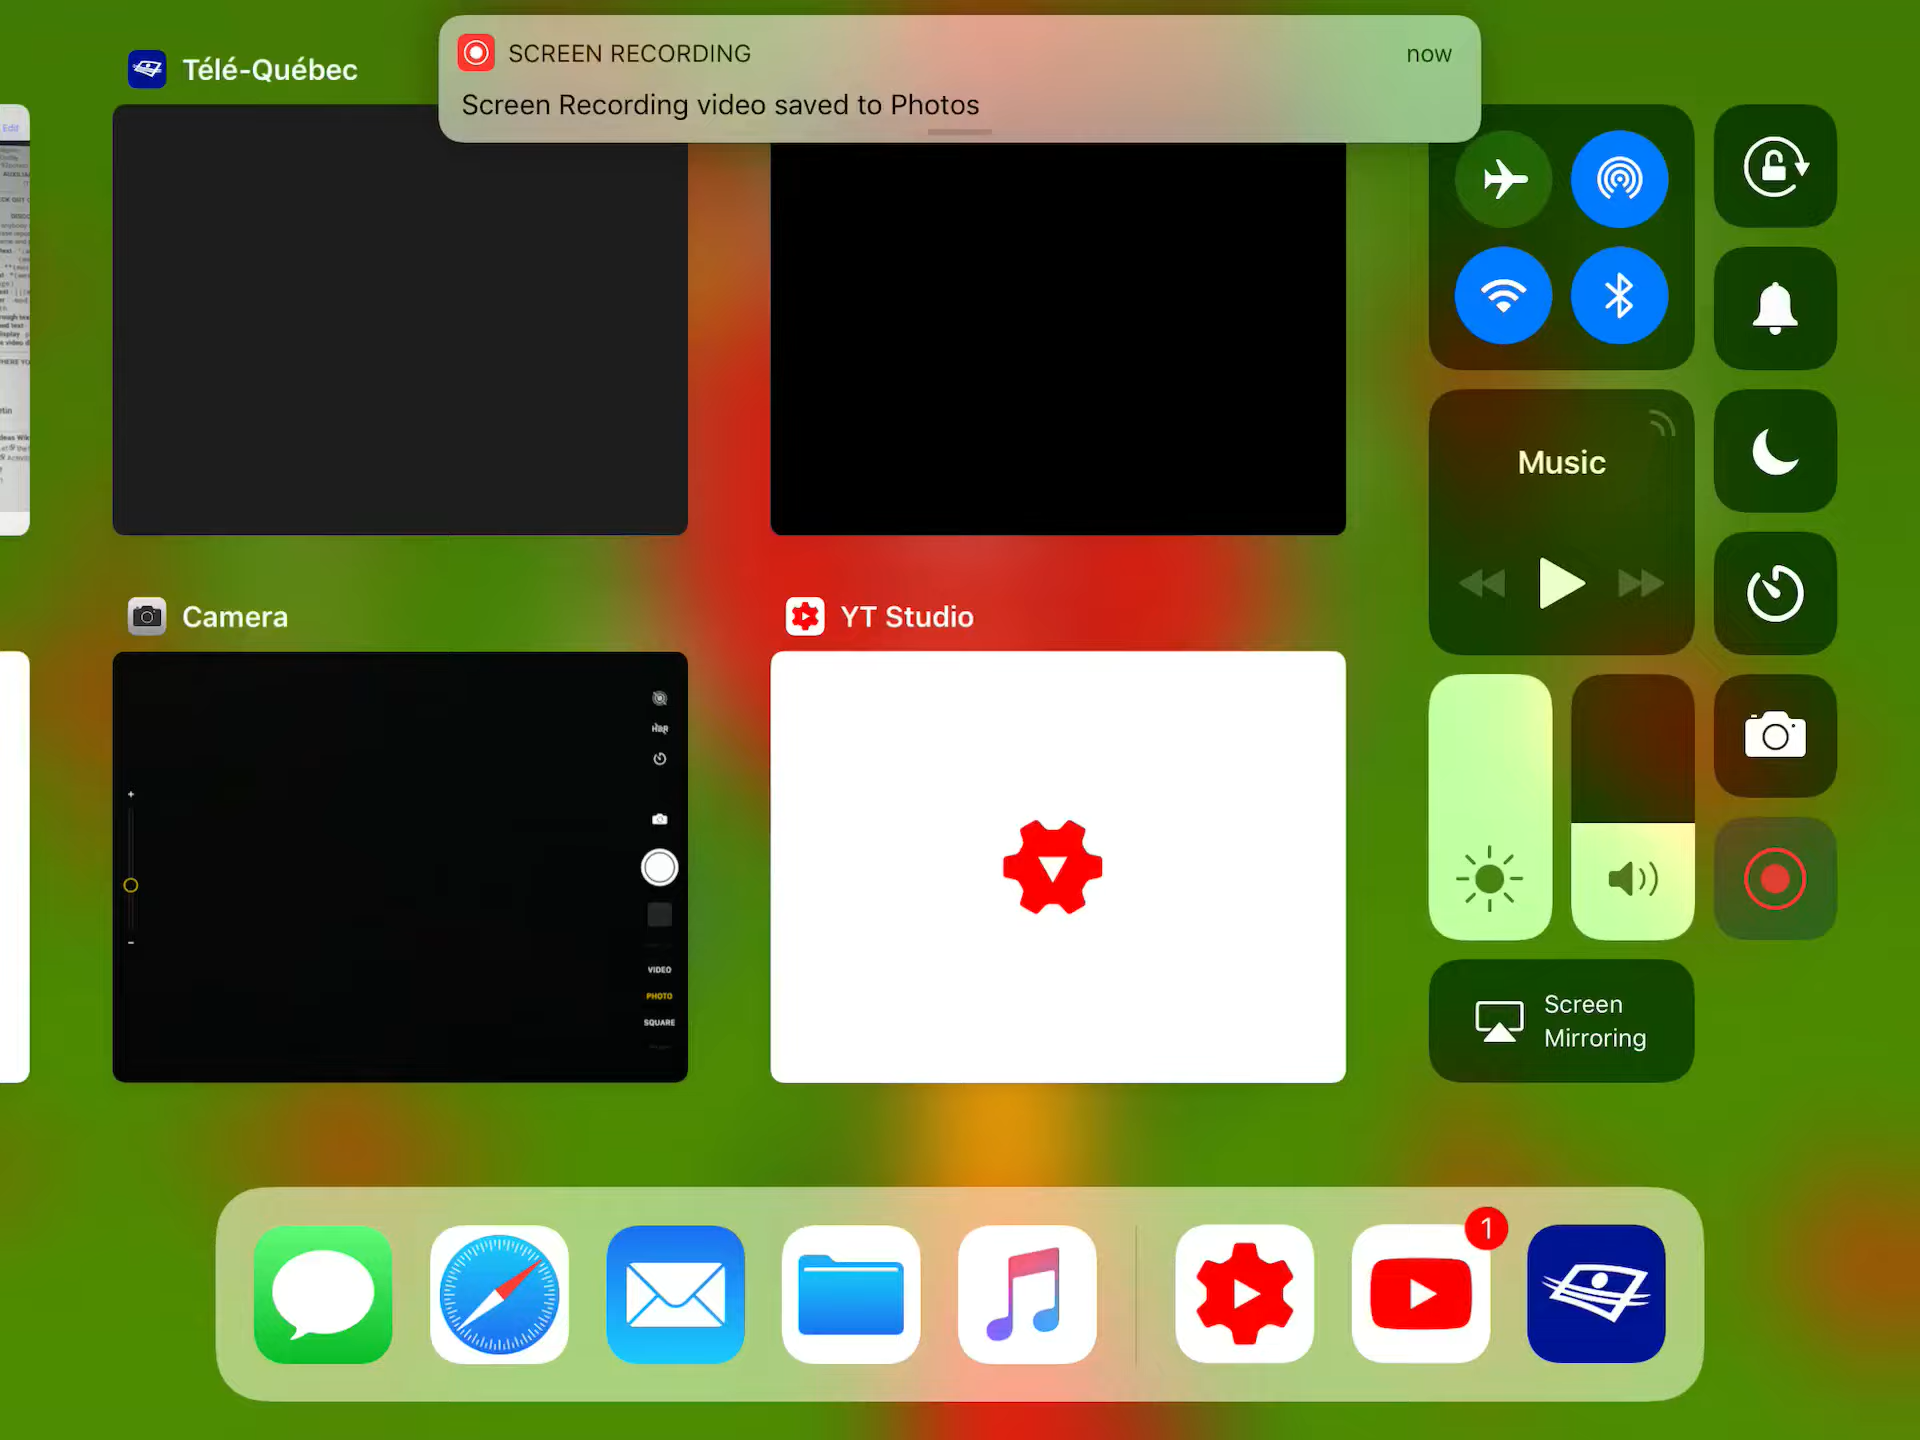 SCREEN RECORDING
now
Screen Recording video saved to Photos
Télé-Québec
Edit
Music
Camera
YT Studio
VIDEO
PHOTO
SQUARE
Screen
Mirroring
1